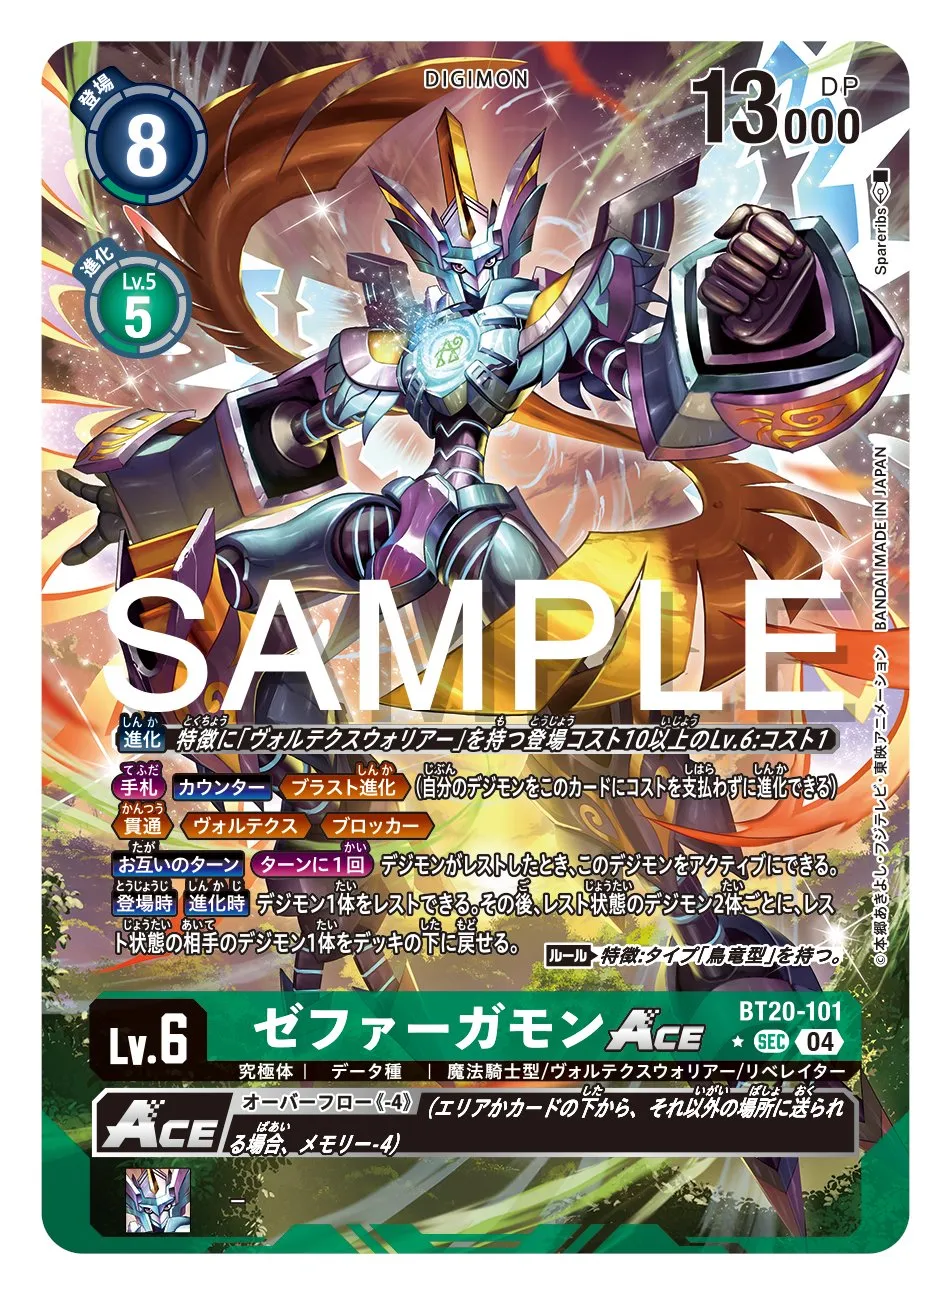 登場
8
DIGIMON
13000
DP
進化
Lv.5
5
Spareribs
SAMPLE
進化 特徴に「ヴォルテクスウォリアー」を持つ登場コスト10以上のLv.6:コスト1
手札 カウンター ブラスト進化 (自分のデジモンをこのカードにコストを支払わずに進化できる)
貫通 ヴォルテクス ブロッカー
お互いのターン ターンに1回 デジモンがレストしたとき、このデジモンをアクティブにできる。
登場時 進化時 デジモン1体をレストできる。その後、レスト状態のデジモン2体ごとに、レス
ト状態の相手のデジモン1体をデッキの下に戻せる。
ルール 特徴:タイプ「鳥竜型」を持つ。
©本郷あきよし・フジテレビ・東映アニメーション BANDAI MADE IN JAPAN
Lv.6
ゼファーガモンACE
BT20-101
SEC 04
究極体 | データ種 | 魔法騎士型/ヴォルテクスウォリアー/リベレイター
ACE
オーバーフロー《-4》 (エリアかカードの下から、それ以外の場所に送られ
る場合、メモリー-4)
–